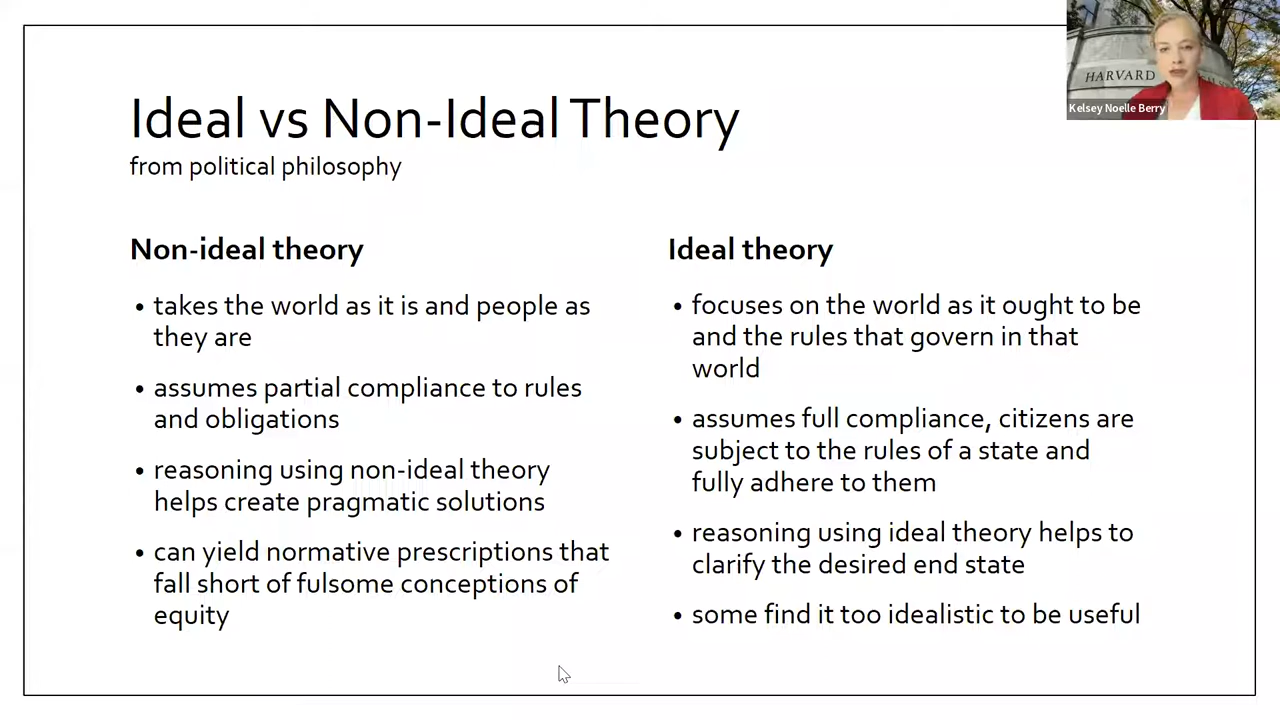 HARVARD
Kelsey Noelle Berry
Ideal vs Non-Ideal Theory
from political philosophy
Non-ideal theory
• takes the world as it is and people as
they are
• assumes partial compliance to rules
and obligations
• reasoning using non-ideal theory
helps create pragmatic solutions
• can yield normative prescriptions that
fall short of fulsome conceptions of
equity
Ideal theory
• focuses on the world as it ought to be
and the rules that govern in that
world
• assumes full compliance, citizens are
subject to the rules of a state and
fully adhere to them
• reasoning using ideal theory helps to
clarify the desired end state
• some find it too idealistic to be useful